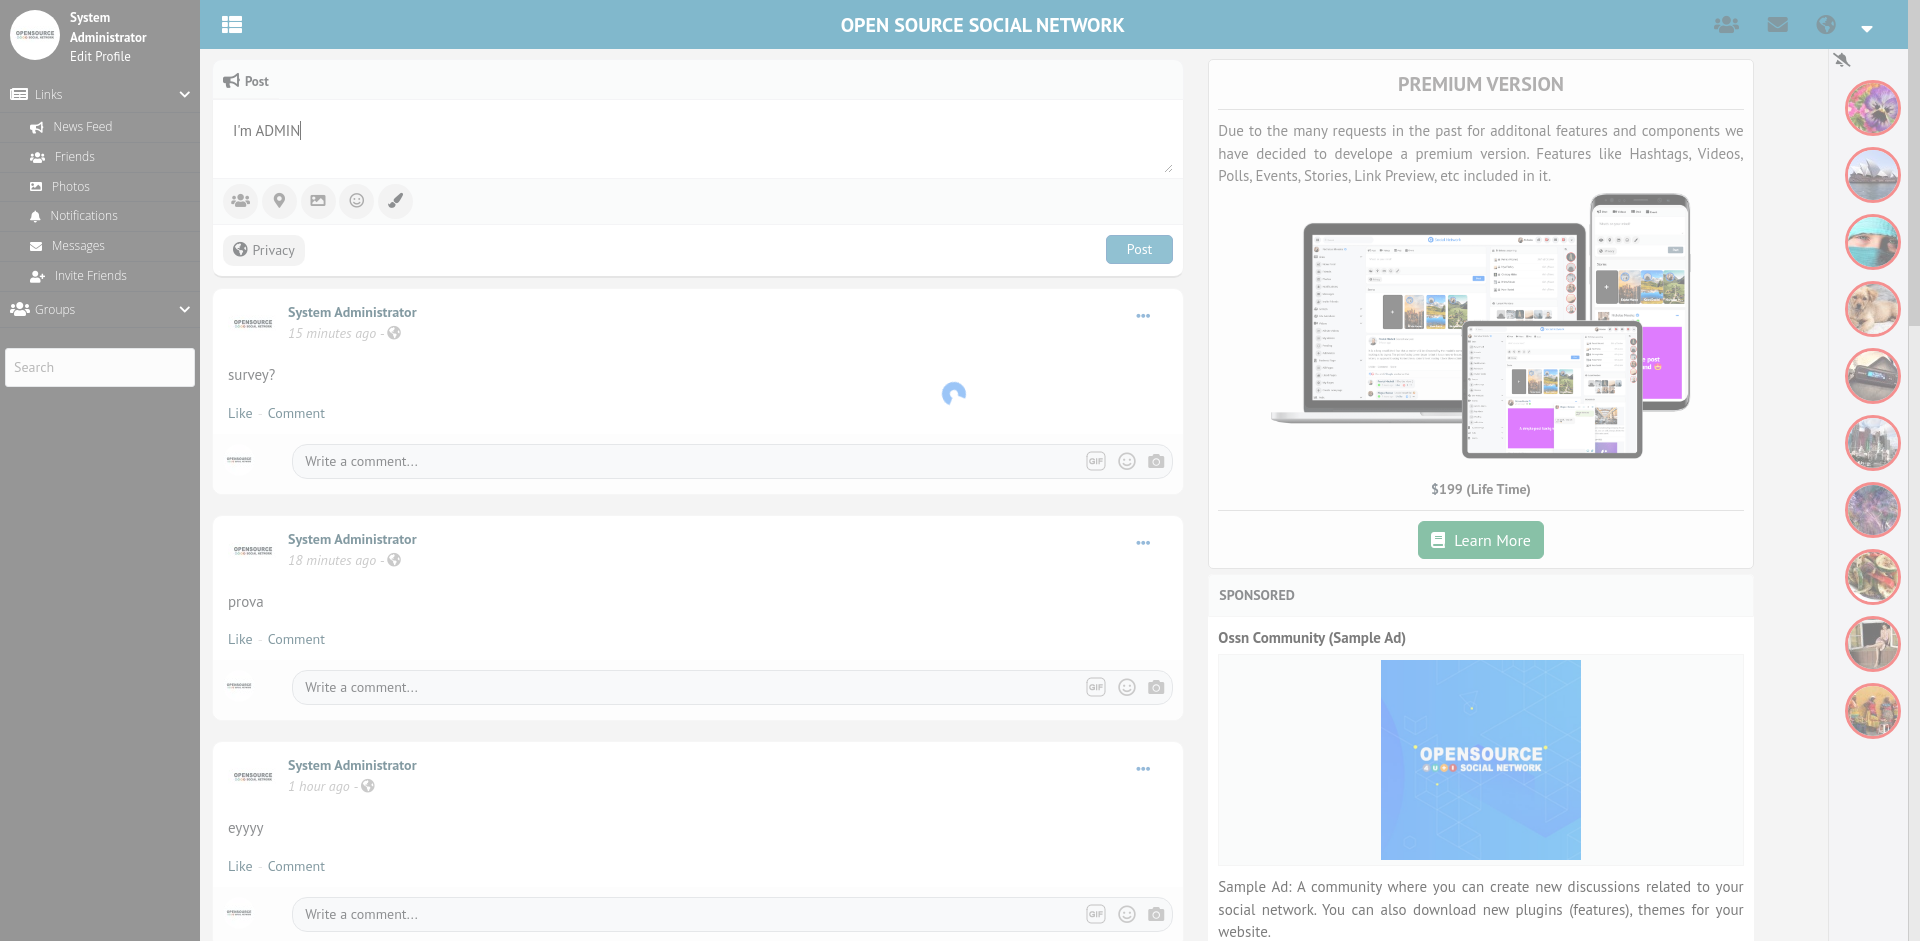 System
Administrator
Edit Profile
Links
News Feed
Friends
Photos
Notifications
Messages
Invite Friends
Groups
Search
OPEN SOURCE SOCIAL NETWORK
Post
I'm ADMIN
Privacy
Post
System Administrator
15 minutes ago -
survey?
Like - Comment
Write a comment...
GIF
System Administrator
18 minutes ago -
prova
Like - Comment
Write a comment...
GIF
System Administrator
1 hour ago -
eyyyy
Like - Comment
Write a comment...
GIF
PREMIUM VERSION
Due to the many requests in the past for additonal features and components we
have decided to develope a premium version. Features like Hashtags, Videos,
Polls, Events, Stories, Link Preview, etc included in it.
$199 (Life Time)
Learn More
SPONSORED
Ossn Community (Sample Ad)
OPENSOURCE
SOCIAL NETWORK
Sample Ad: A community where you can create new discussions related to your
social network. You can also download new plugins (features), themes for your
website.